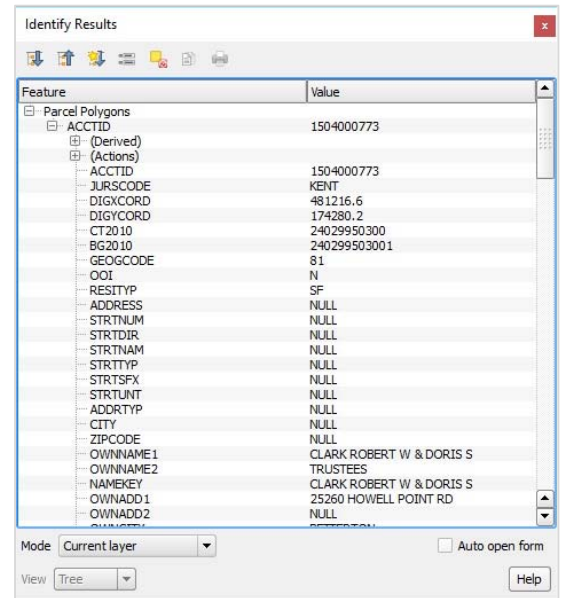 Identify Results
x
Feature Value
Parcel Polygons
ACCTID 1504000773
(Derived)
(Actions)
ACCTID 1504000773
JURSCODE KENT
DIGXCORD 481216.6
DIGYCORD 174280.2
CT2010 24029950300
BG2010 240299503001
GEOGCODE 81
OOI N
RESITYP SF
ADDRESS NULL
STRTNUM NULL
STRTDIR NULL
STRTNAM NULL
STRTTYP NULL
STRTSFX NULL
STRTUNT NULL
ADDRTYP NULL
CITY NULL
ZIPCODE NULL
OWNNAME1 CLARK ROBERT W & DORIS S
OWNNAME2 TRUSTEES
NAMEKEY CLARK ROBERT W & DORIS S
OWNADD1 25260 HOWELL POINT RD
OWNADD2 NULL
Mode Current layer Auto open form
View Tree Help